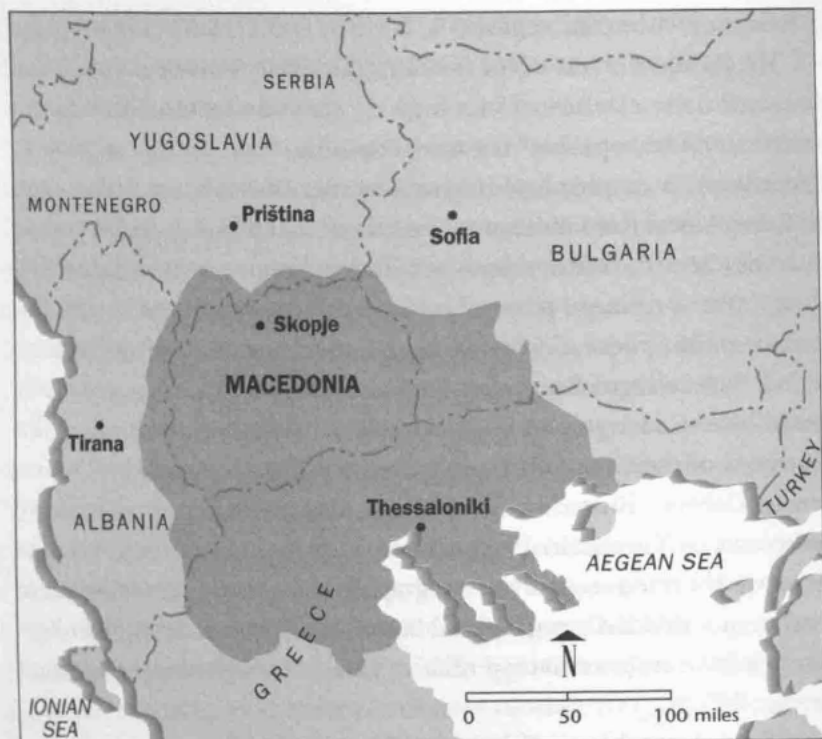 SERBIA
YUGOSLAVIA
MONTENEGRO
Priština
Sofia
BULGARIA
Skopje
MACEDONIA
Tirana
TURKEY
Thessaloniki
ALBANIA
AEGEAN SEA
GREECE
N
IONIAN
SEA
0 50 100 miles